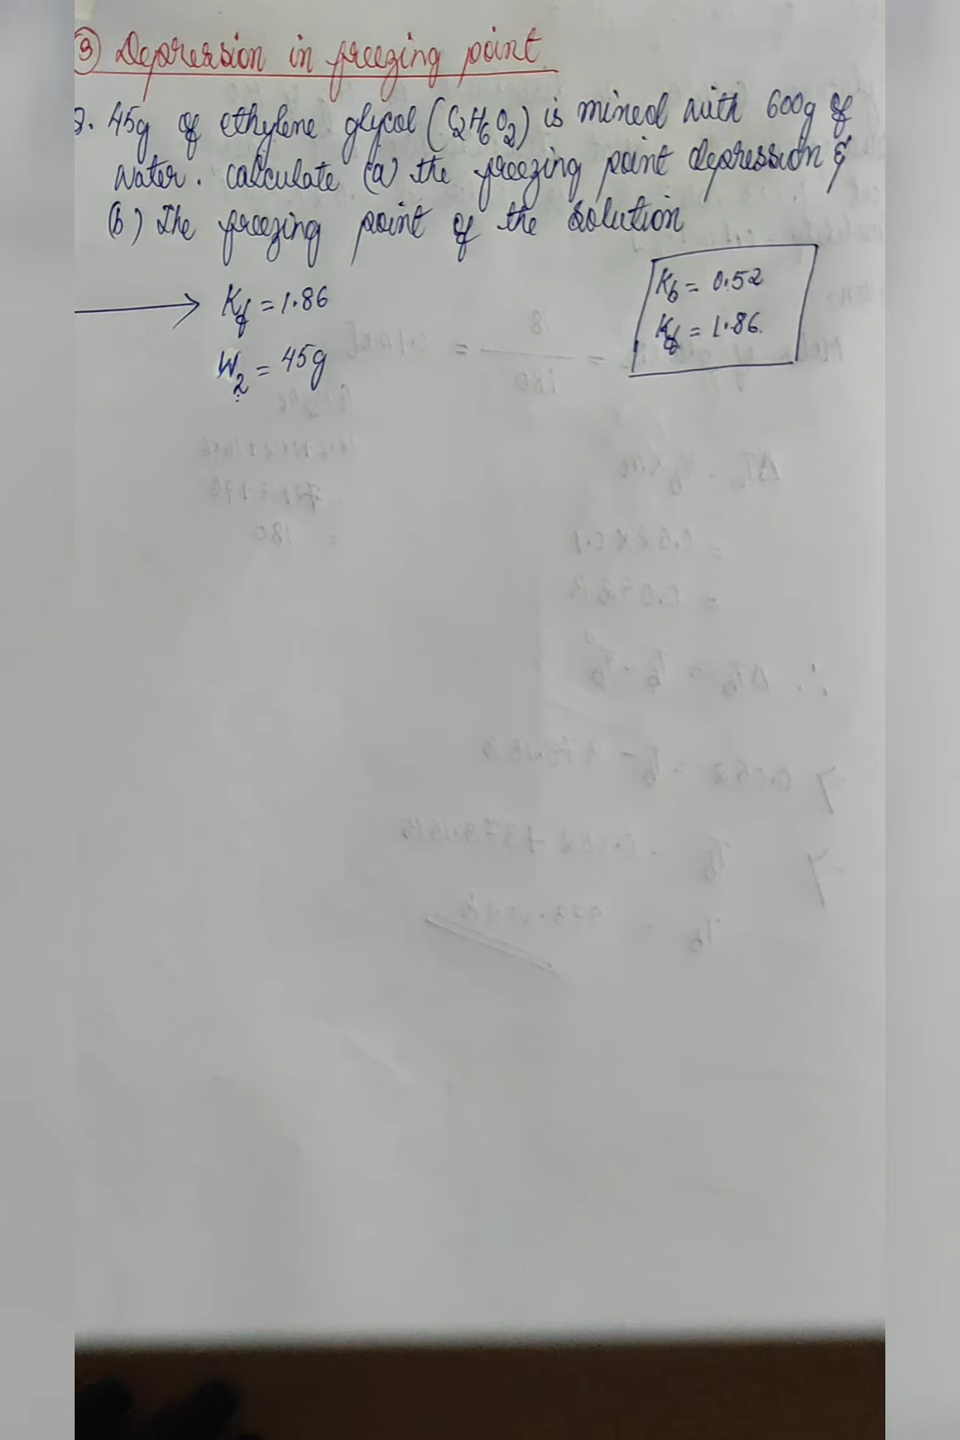 ③ Depression in freezing point
Q. 45g of ethylene glycol (C2H6O2) is mixed with 600g of
water. calculate (a) the freezing point depression &
(b) The freezing point of the solution
Kf = 1.86
W2 = 45g
Kb = 0.52
Kf = 1.86.